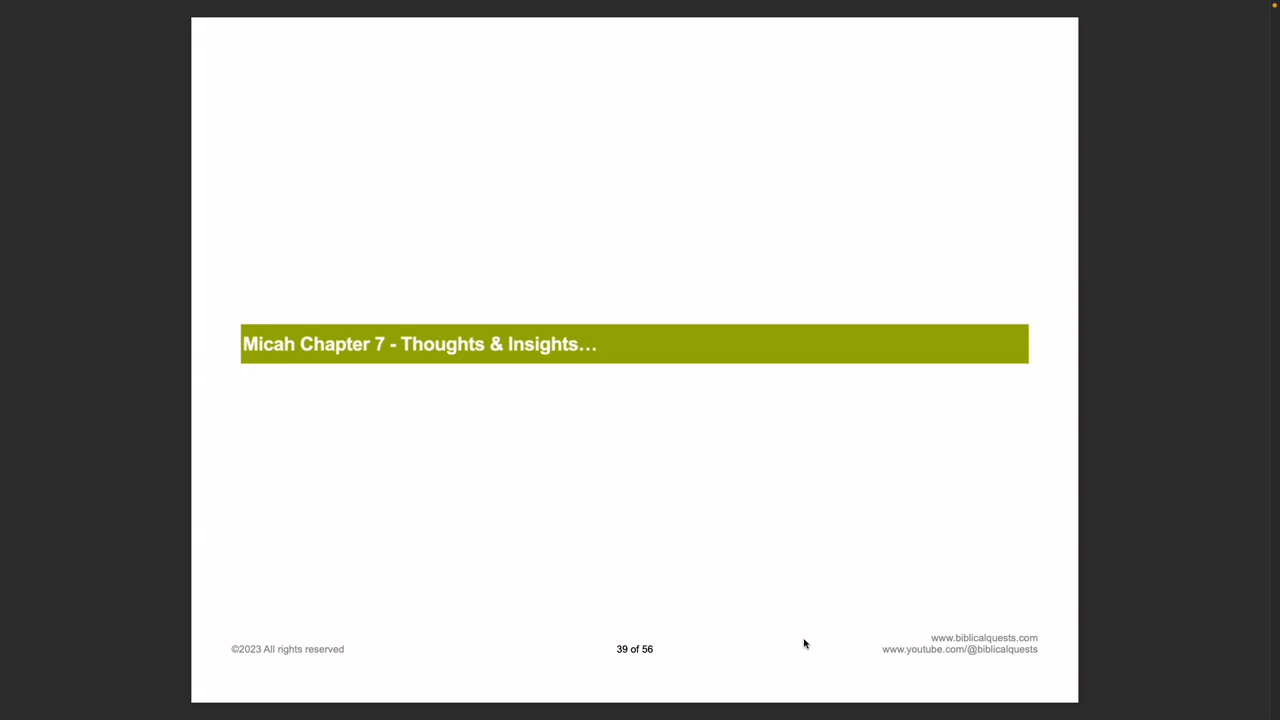 Micah Chapter 7 - Thoughts & Insights…
©2023 All rights reserved
39 of 56
www.biblicalquests.com
www.youtube.com/@biblicalquests